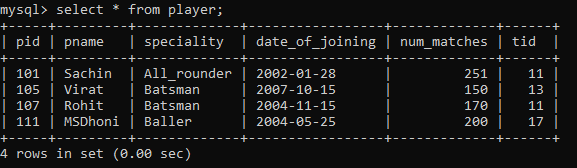 mysql> select * from player;
+-----+---------+-------------+-----------------+-------------+------+
| pid | pname   | speciality  | date_of_joining | num_matches | tid  |
+-----+---------+-------------+-----------------+-------------+------+
| 101 | Sachin  | All_rounder | 2002-01-28      |         251 |   11 |
| 105 | Virat   | Batsman     | 2007-10-15      |         150 |   13 |
| 107 | Rohit   | Batsman     | 2004-11-15      |         170 |   11 |
| 111 | MSDhoni | Baller      | 2004-05-25      |         200 |   17 |
+-----+---------+-------------+-----------------+-------------+------+
4 rows in set (0.00 sec)